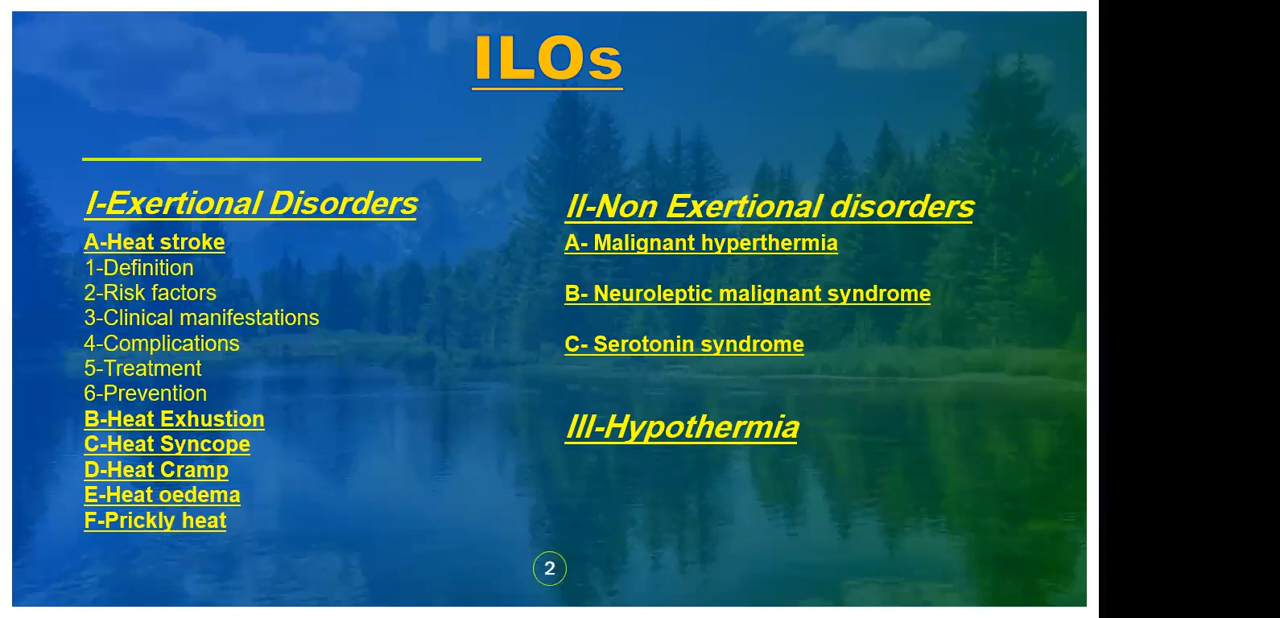 ILOs
I-Exertional Disorders
A-Heat stroke
1-Definition
2-Risk factors
3-Clinical manifestations
4-Complications
5-Treatment
6-Prevention
B-Heat Exhustion
C-Heat Syncope
D-Heat Cramp
E-Heat oedema
F-Prickly heat
II-Non Exertional disorders
A- Malignant hyperthermia
B- Neuroleptic malignant syndrome
C- Serotonin syndrome
III-Hypothermia
2